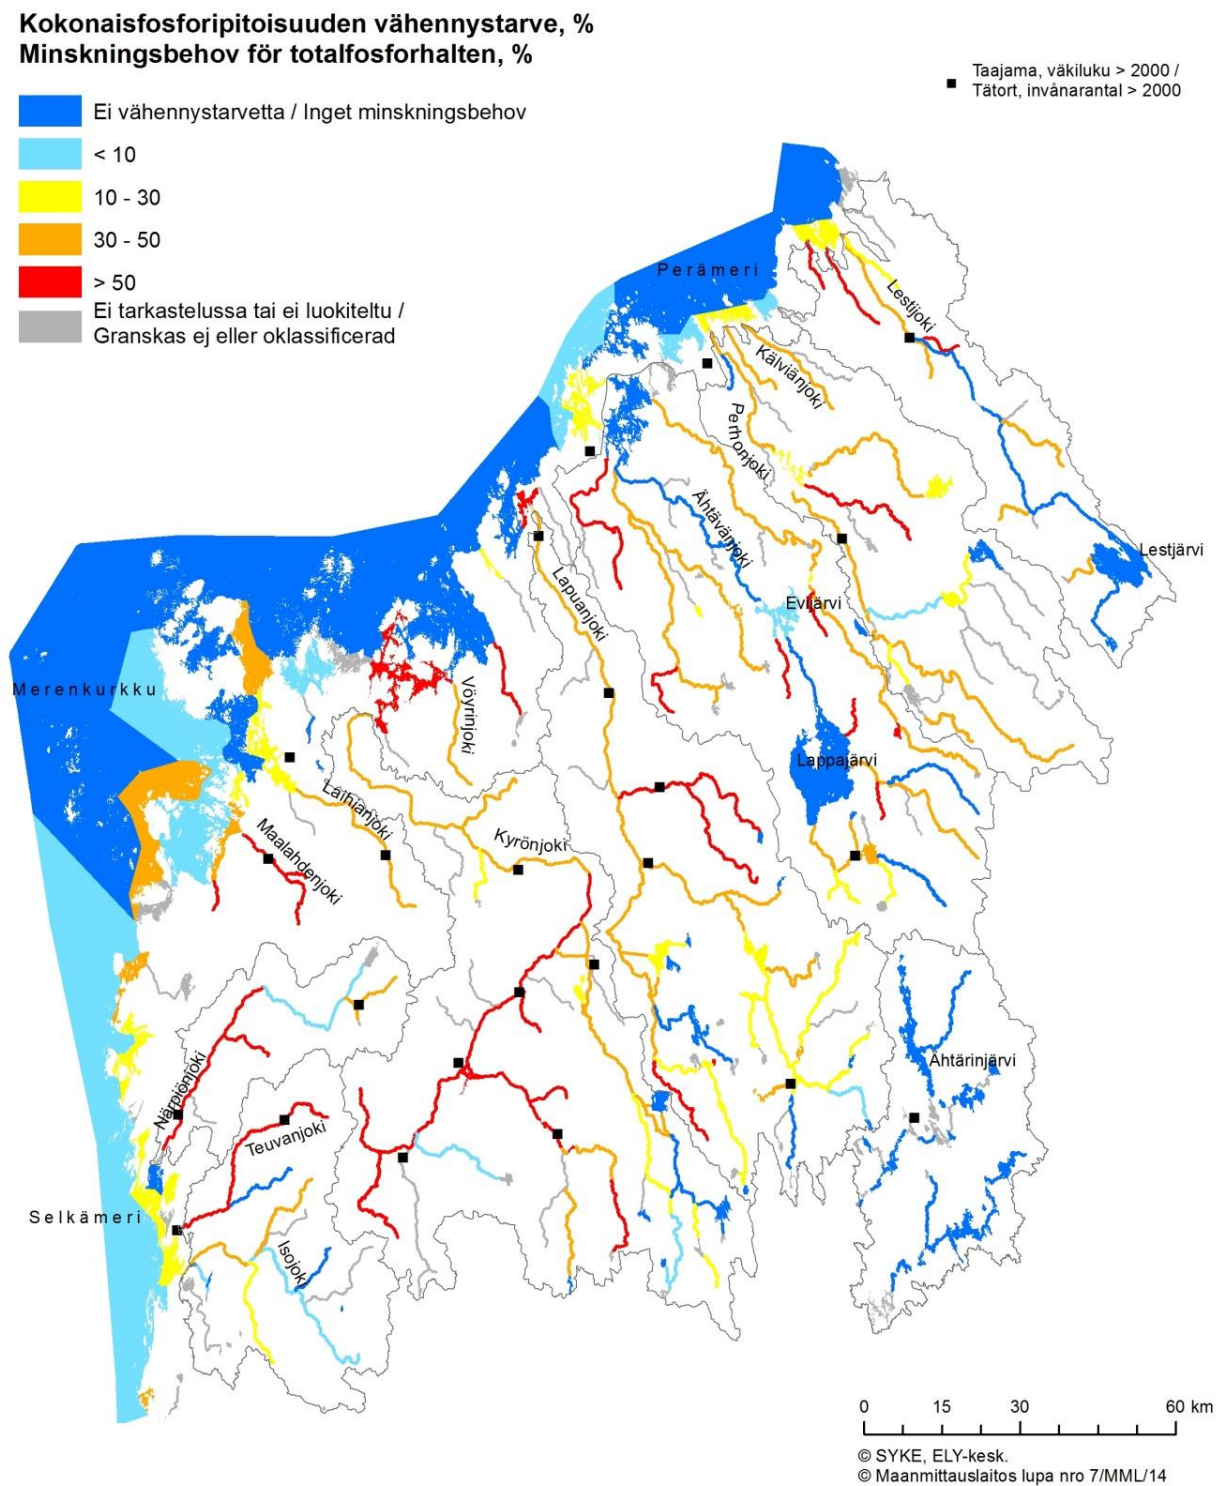 Kokonaisfosforipitoisuuden vähennystarve, %
Minskningsbehov för totalfosforhalten, %
Ei vähennystarvetta / Inget minskningsbehov
< 10
10 - 30
30 - 50
> 50
Ei tarkastelussa tai ei luokiteltu /
Granskas ej eller oklassificerad
Taajama, väkiluku > 2000 /
Tätort, invånarantal > 2000
Perämeri
Lestijoki
Kälviänjoki
Perhonjoki
Ähtävänjoki
Lestjärvi
Evijärvi
Lapuanjoki
Merenkurkku
Vöyrinjoki
Lappajärvi
Laihianjoki
Kyrönjoki
Maalahdenjoki
Ähtärinjärvi
Närpiönjoki
Teuvanjoki
Selkämeri
Isojoki
0 15 30 60 km
© SYKE, ELY-kesk.
© Maanmittauslaitos lupa nro 7/MML/14